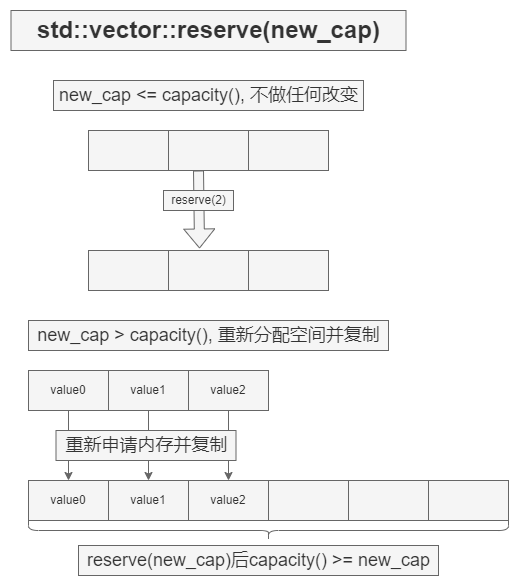 std::vector::reserve(new_cap)
new_cap <= capacity(), 不做任何改变
reserve(2)
new_cap > capacity(), 重新分配空间并复制
value0 value1 value2
重新申请内存并复制
value0 value1 value2
reserve(new_cap)后capacity() >= new_cap